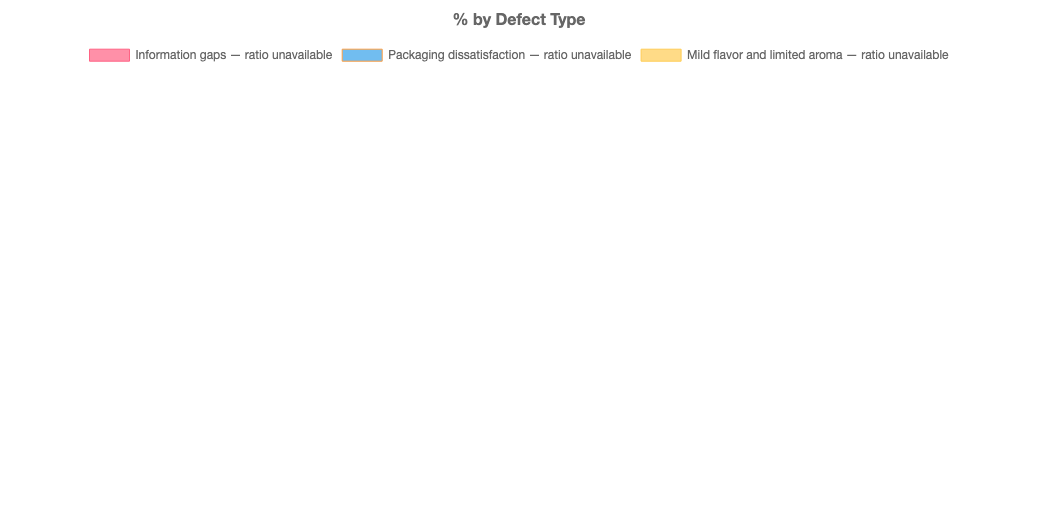 % by Defect Type
Information gaps — ratio unavailable Packaging dissatisfaction — ratio unavailable Mild flavor and limited aroma — ratio unavailable